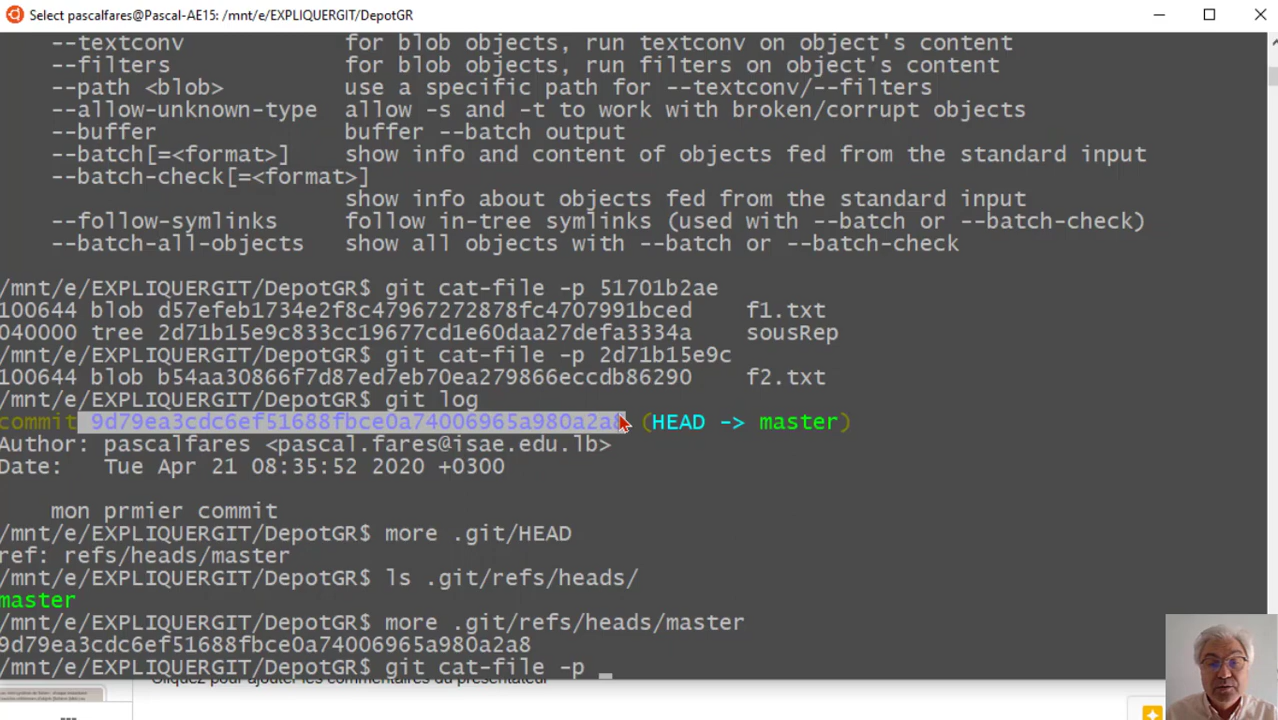 Select pascalfares@Pascal-AE15: /mnt/e/EXPLIQUERGIT/DepotGR
--textconv for blob objects, run textconv on object's content
--filters for blob objects, run filters on object's content
--path <blob> use a specific path for --textconv/--filters
--allow-unknown-type allow -s and -t to work with broken/corrupt objects
--buffer buffer --batch output
--batch[=<format>] show info and content of objects fed from the standard input
--batch-check[=<format>]
show info about objects fed from the standard input
--follow-symlinks follow in-tree symlinks (used with --batch or --batch-check)
--batch-all-objects show all objects with --batch or --batch-check
/mnt/e/EXPLIQUERGIT/DepotGR$ git cat-file -p 51701b2ae
100644 blob d57efeb1734e2f8c47967272878fc4707991bced f1.txt
040000 tree 2d71b15e9c833cc19677cd1e60daa27defa3334a sousRep
/mnt/e/EXPLIQUERGIT/DepotGR$ git cat-file -p 2d71b15e9c
100644 blob b54aa30866f7d87ed7eb70ea279866eccdb86290 f2.txt
/mnt/e/EXPLIQUERGIT/DepotGR$ git log
commit 9d79ea3cdc6ef51688fbce0a74006965a980a2a8 (HEAD -> master)
Author: pascalfares <pascal.fares@isae.edu.lb>
Date: Tue Apr 21 08:35:52 2020 +0300
mon prmier commit
/mnt/e/EXPLIQUERGIT/DepotGR$ more .git/HEAD
ref: refs/heads/master
/mnt/e/EXPLIQUERGIT/DepotGR$ ls .git/refs/heads/
master
/mnt/e/EXPLIQUERGIT/DepotGR$ more .git/refs/heads/master
9d79ea3cdc6ef51688fbce0a74006965a980a2a8
/mnt/e/EXPLIQUERGIT/DepotGR$ git cat-file -p
Cliquez pour ajouter les commentaires du présentateur